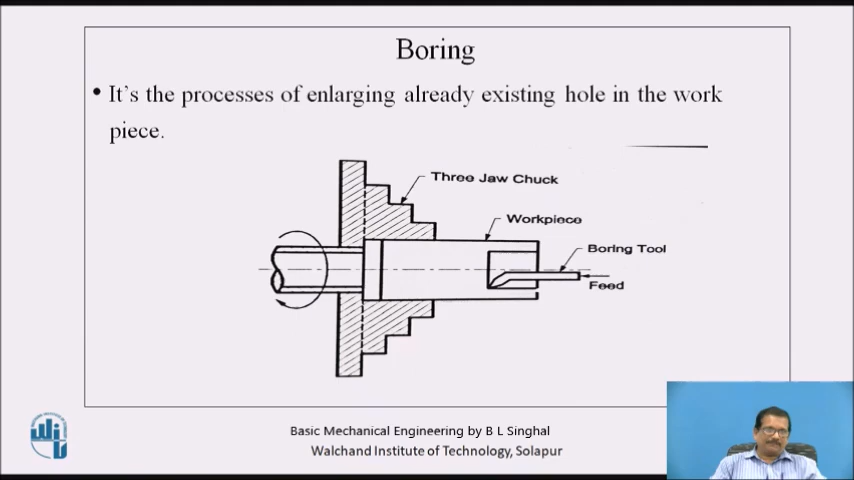 Boring
• It's the processes of enlarging already existing hole in the work
piece.
Three Jaw Chuck
Workpiece
Boring Tool
Feed
Basic Mechanical Engineering by B L Singhal
Walchand Institute of Technology, Solapur